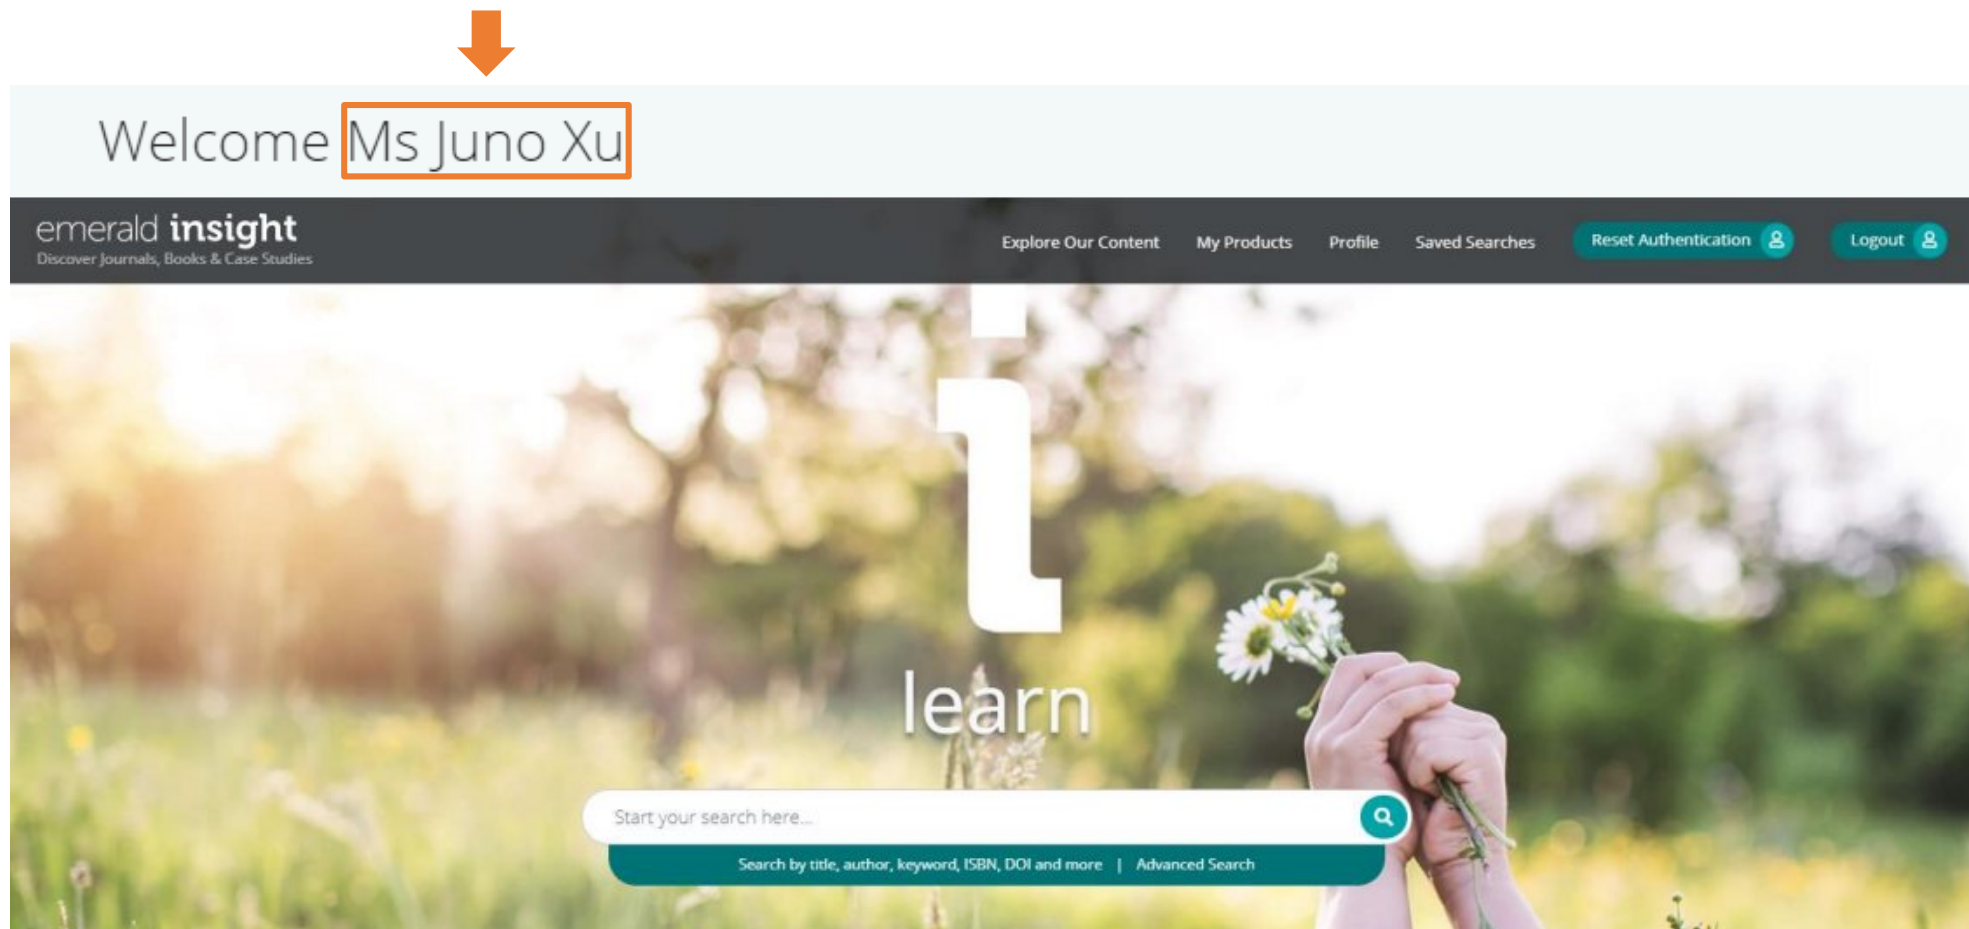 Welcome Ms Juno Xu
emerald insight
Discover Journals, Books & Case Studies
Explore Our Content My Products Profile Saved Searches Reset Authentication Logout
i
learn
Start your search here...
Search by title, author, keyword, ISBN, DOI and more | Advanced Search